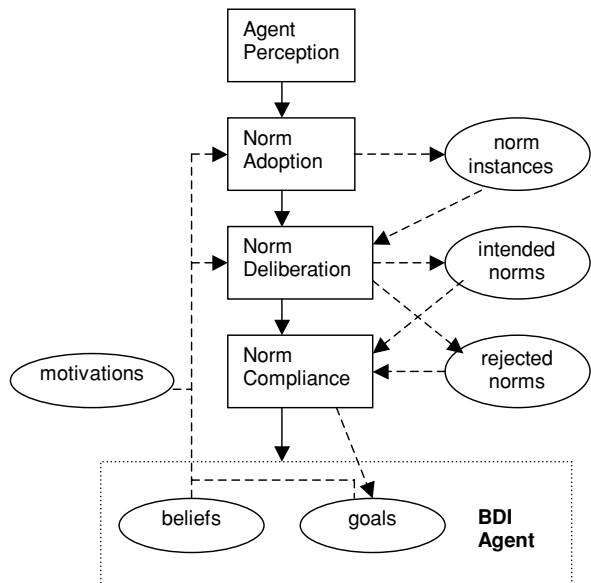 Agent
Perception
Norm
Adoption
norm
instances
Norm
Deliberation
intended
norms
Norm
Compliance
rejected
norms
motivations
beliefs
goals
BDI
Agent